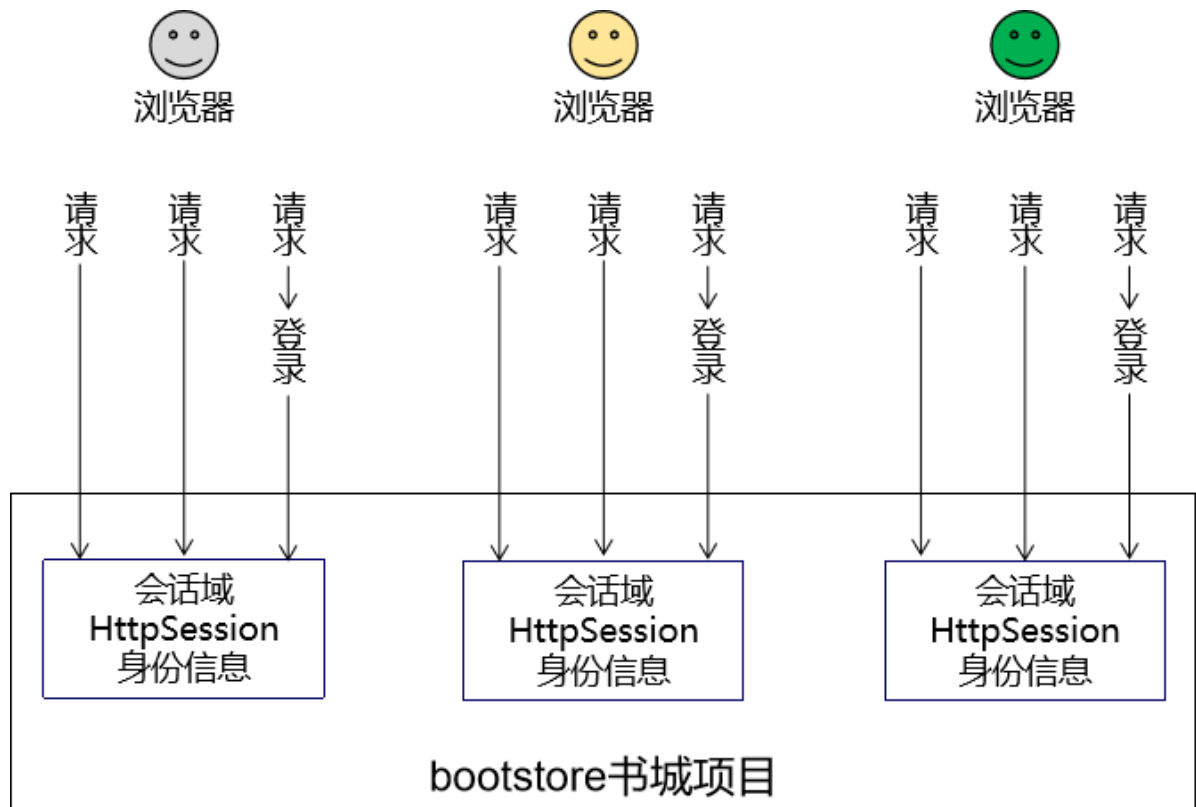 浏览器
浏览器
浏览器
请求
请求
请求
请求
请求
请求
请求
请求
请求
登录
登录
登录
会话域
HttpSession
身份信息
会话域
HttpSession
身份信息
会话域
HttpSession
身份信息
bootstore书城项目